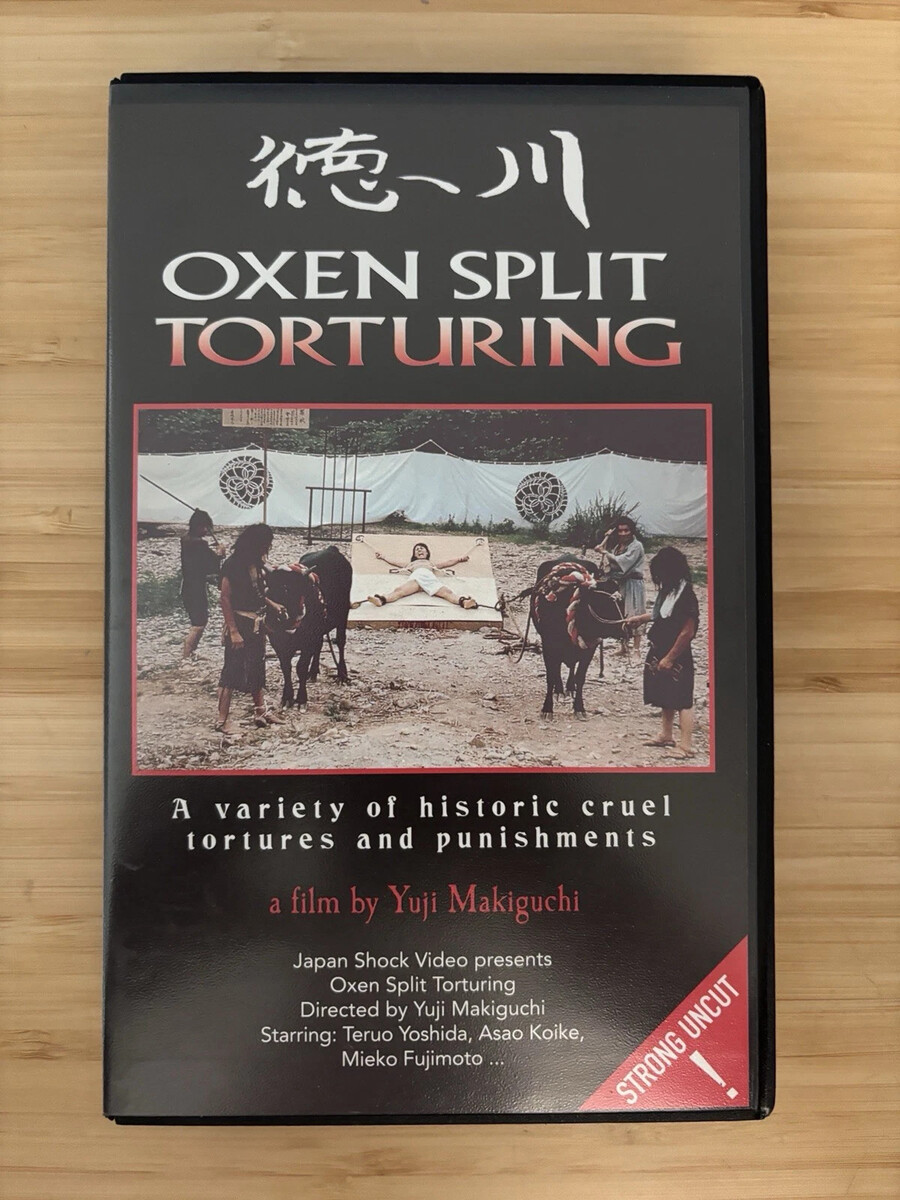 徳川
OXEN SPLIT
TORTURING
A variety of historic cruel
tortures and punishments
a film by Yuji Makiguchi
Japan Shock Video presents
Oxen Split Torturing
Directed by Yuji Makiguchi
Starring: Teruo Yoshida, Asao Koike,
Mieko Fujimoto ...
STRONG UNCUT
!